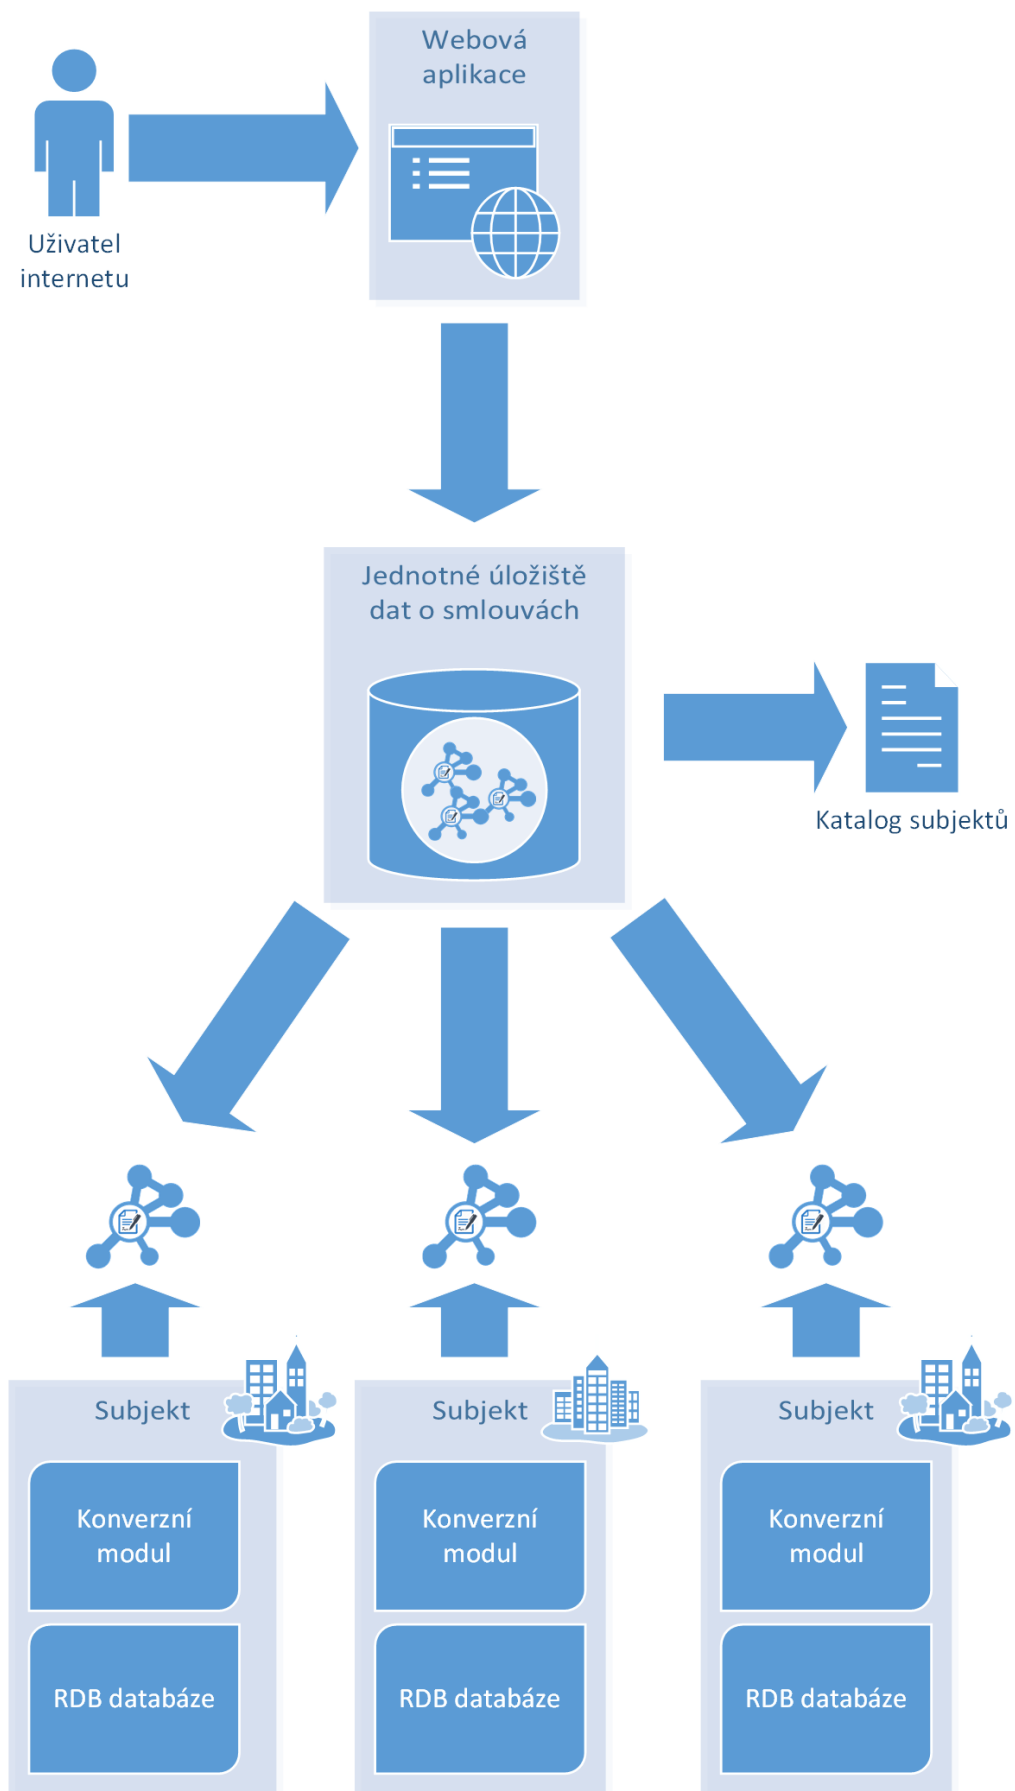 Webová
aplikace
Uživatel
internetu
Jednotné úložiště
dat o smlouvách
Katalog subjektů
Subjekt
Subjekt
Subjekt
Konverzní
modul
Konverzní
modul
Konverzní
modul
RDB databáze
RDB databáze
RDB databáze